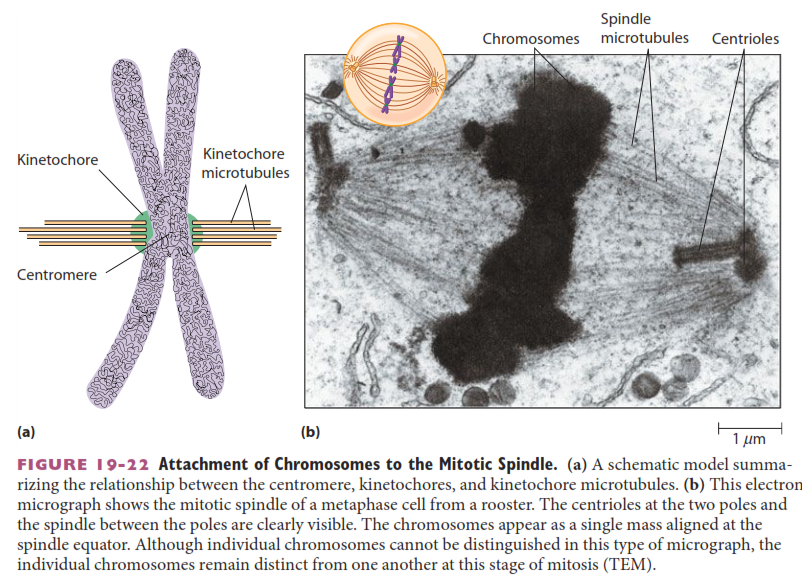 Spindle
Chromosomes microtubules Centrioles
Kinetochore
Kinetochore
microtubules
Centromere
(a)
(b)
1 μm
FIGURE 19-22 Attachment of Chromosomes to the Mitotic Spindle. (a) A schematic model summa-
rizing the relationship between the centromere, kinetochores, and kinetochore microtubules. (b) This electron
micrograph shows the mitotic spindle of a metaphase cell from a rooster. The centrioles at the two poles and
the spindle between the poles are clearly visible. The chromosomes appear as a single mass aligned at the
spindle equator. Although individual chromosomes cannot be distinguished in this type of micrograph, the
individual chromosomes remain distinct from one another at this stage of mitosis (TEM).